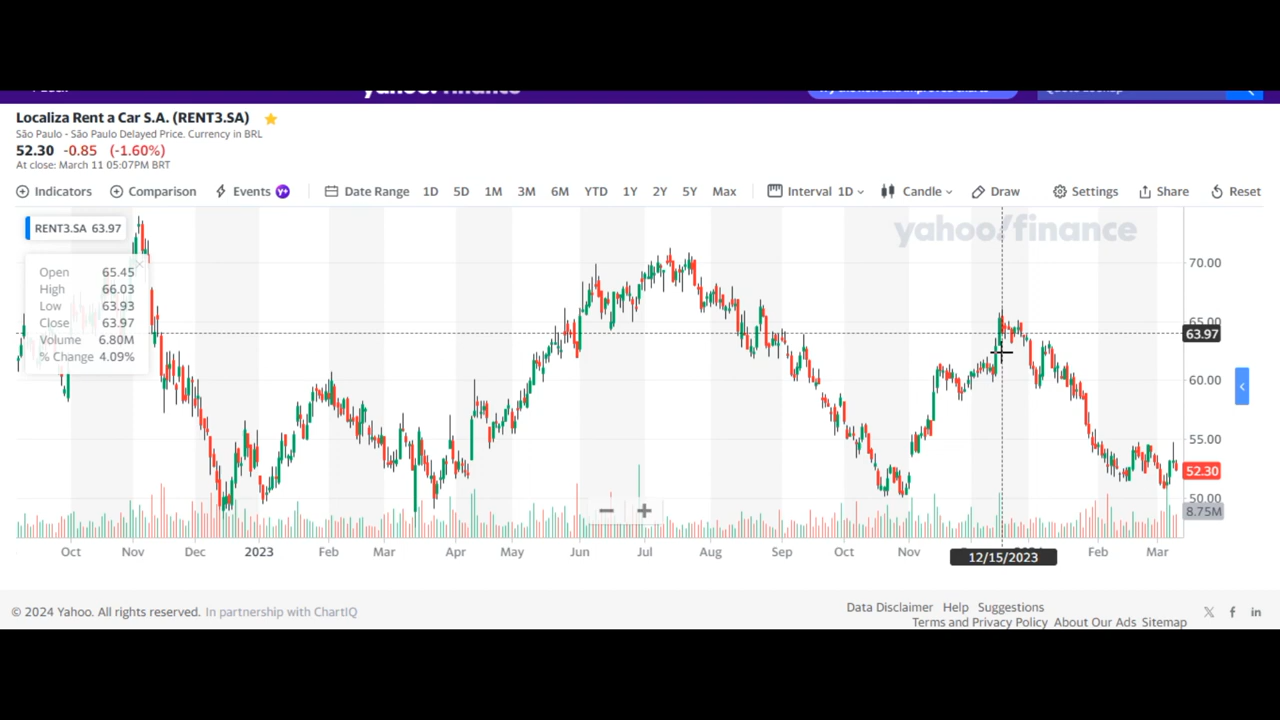 yahoo! finance
Localiza Rent a Car S.A. (RENT3.SA)
São Paulo - São Paulo Delayed Price. Currency in BRL
52.30 -0.85 (-1.60%)
At close: March 11 05:07PM BRT
Indicators Comparison Events Y+ Date Range 1D 5D 1M 3M 6M YTD 1Y 2Y 5Y Max Interval 1D Candle Draw Settings Share Reset
RENT3.SA 63.97
yahoo/finance
Open 65.45
High 66.03
Low 63.93
Close 63.97
Volume 6.80M
% Change 4.09%
70.00
65.00
63.97
60.00
55.00
52.30
50.00
8.75M
Oct Nov Dec 2023 Feb Mar Apr May Jun Jul Aug Sep Oct Nov Feb Mar
12/15/2023
© 2024 Yahoo. All rights reserved. In partnership with ChartIQ
Data Disclaimer Help Suggestions
Terms and Privacy Policy About Our Ads Sitemap